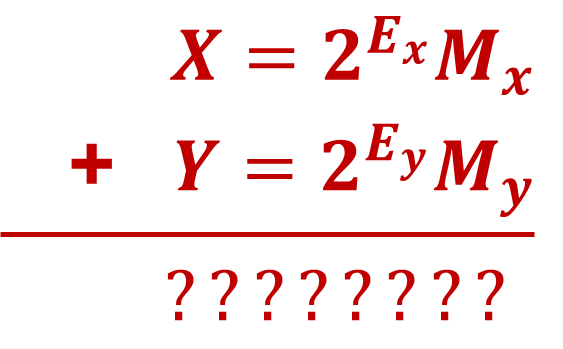 X = 2^{E_x} M_x
+ Y = 2^{E_y} M_y
? ? ? ? ? ? ? ?